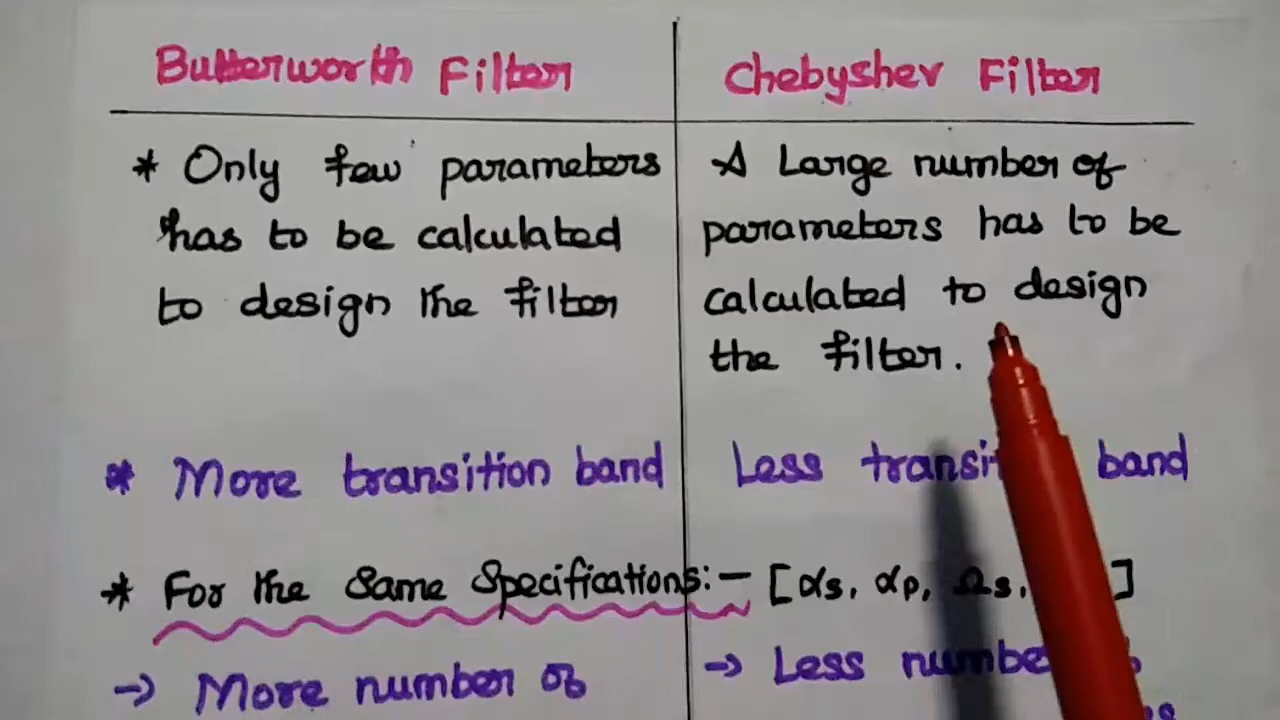 Butterworth Filter
* Only few parameters
has to be calculated
to design the filter
* More transition band
Chebyshev Filter
A Large number of
parameters has to be
calculated to design
the filter.
Less band
* For the Same Specifications:- [αs, αp, Ωs, ]
-> More number of
-> Less